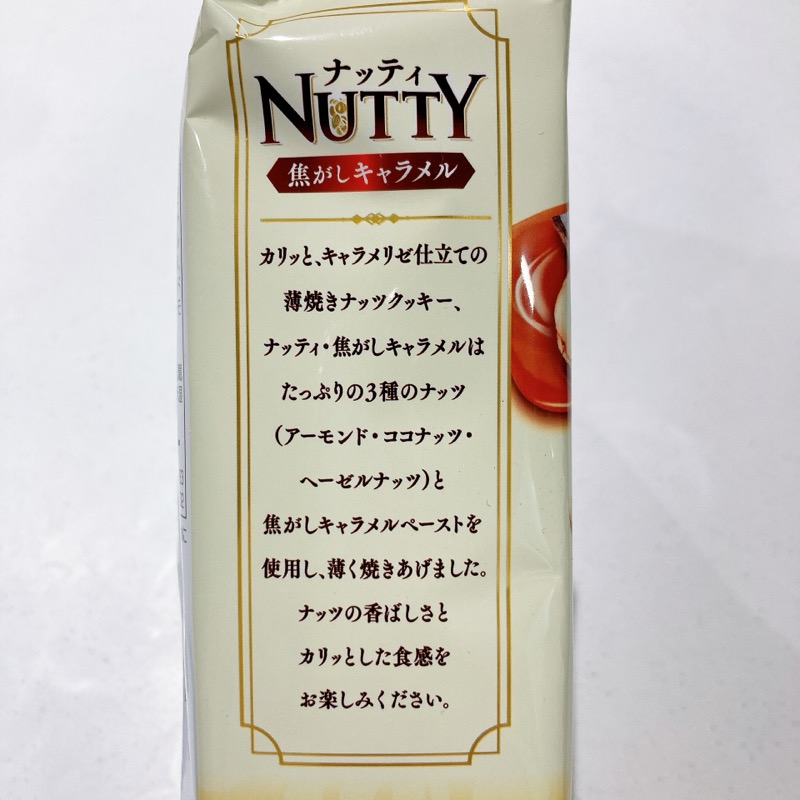 ナッティ
NUTTY
焦がしキャラメル
カリッと、キャラメリゼ仕立ての
薄焼きナッツクッキー、
ナッティ・焦がしキャラメルは
たっぷりの3種のナッツ
(アーモンド・ココナッツ・
ヘーゼルナッツ)と
焦がしキャラメルペーストを
使用し、薄く焼きあげました。
ナッツの香ばしさと
カリッとした食感を
お楽しみください。